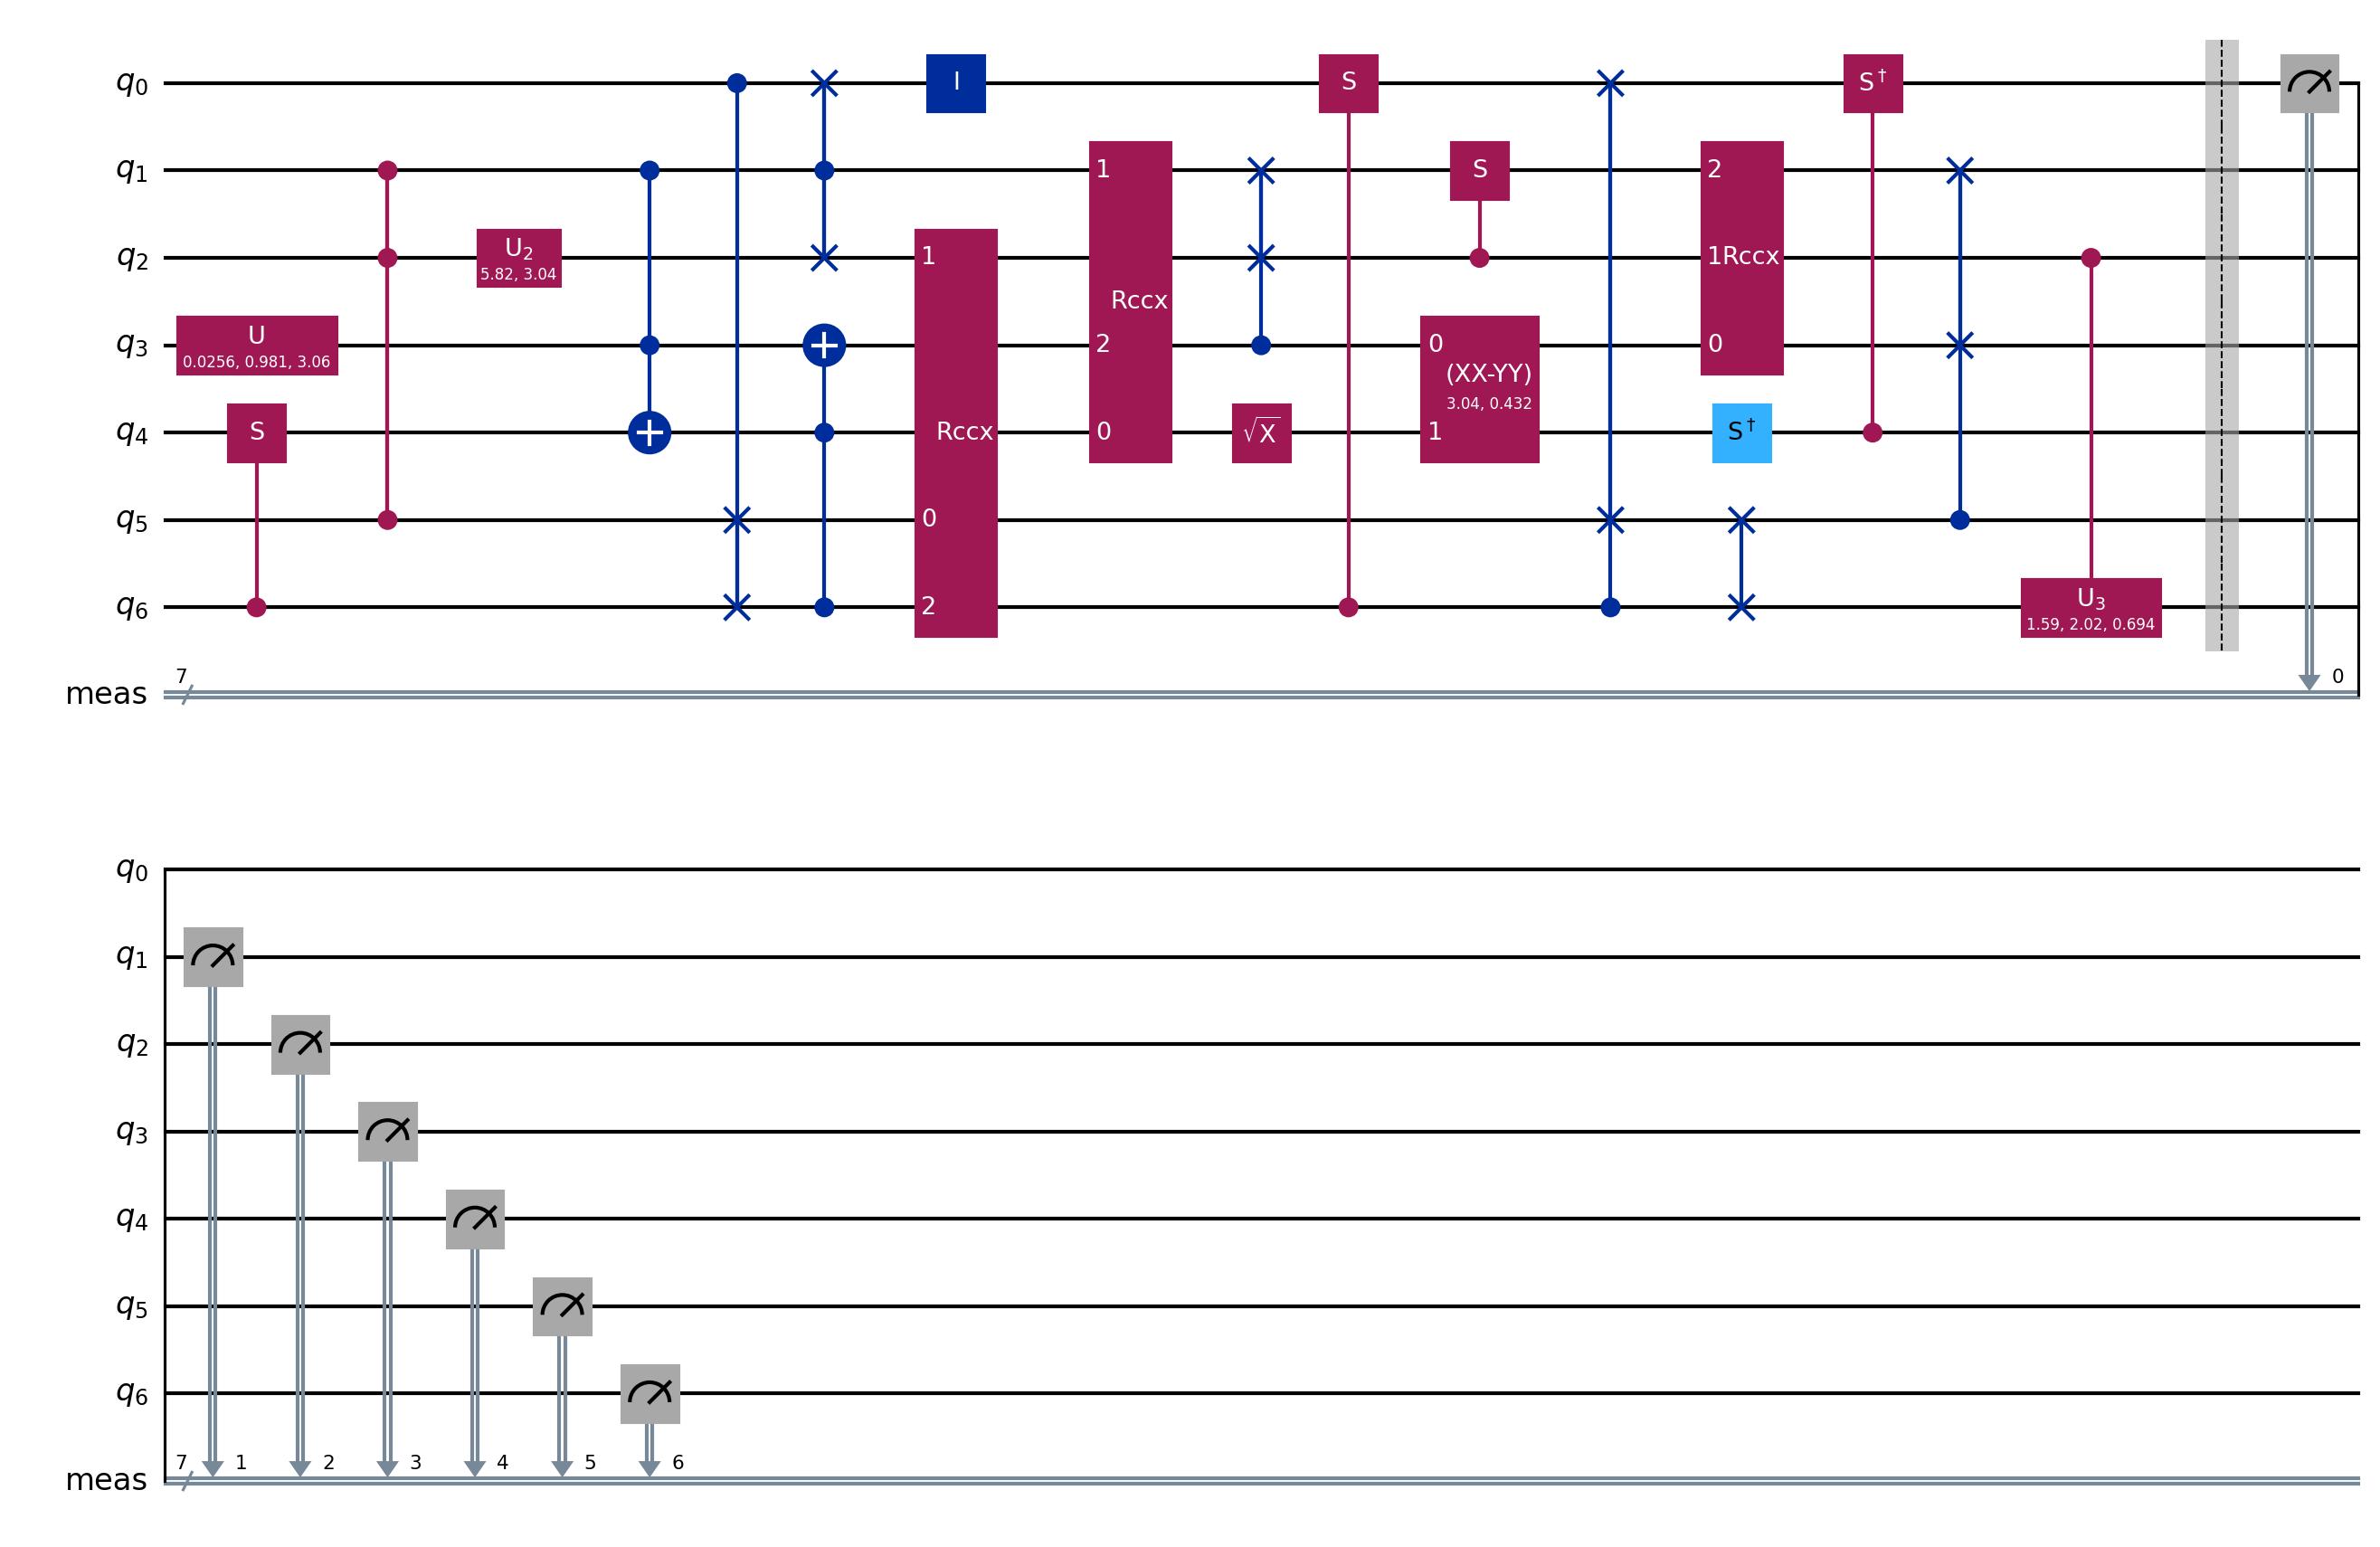 q0 I S S† 0
q1 1 S 2
q2 U2 5.82, 3.04 1 1Rccx
Rccx
q3 U 0.0256, 0.981, 3.06 2 0 (XX-YY) 3.04, 0.432 0
q4 S Rccx 0 √X 1 S†
q5 0
q6 2 U3 1.59, 2.02, 0.694
meas 7 0
q0
q1
q2
q3
q4
q5
q6
meas 7 1 2 3 4 5 6